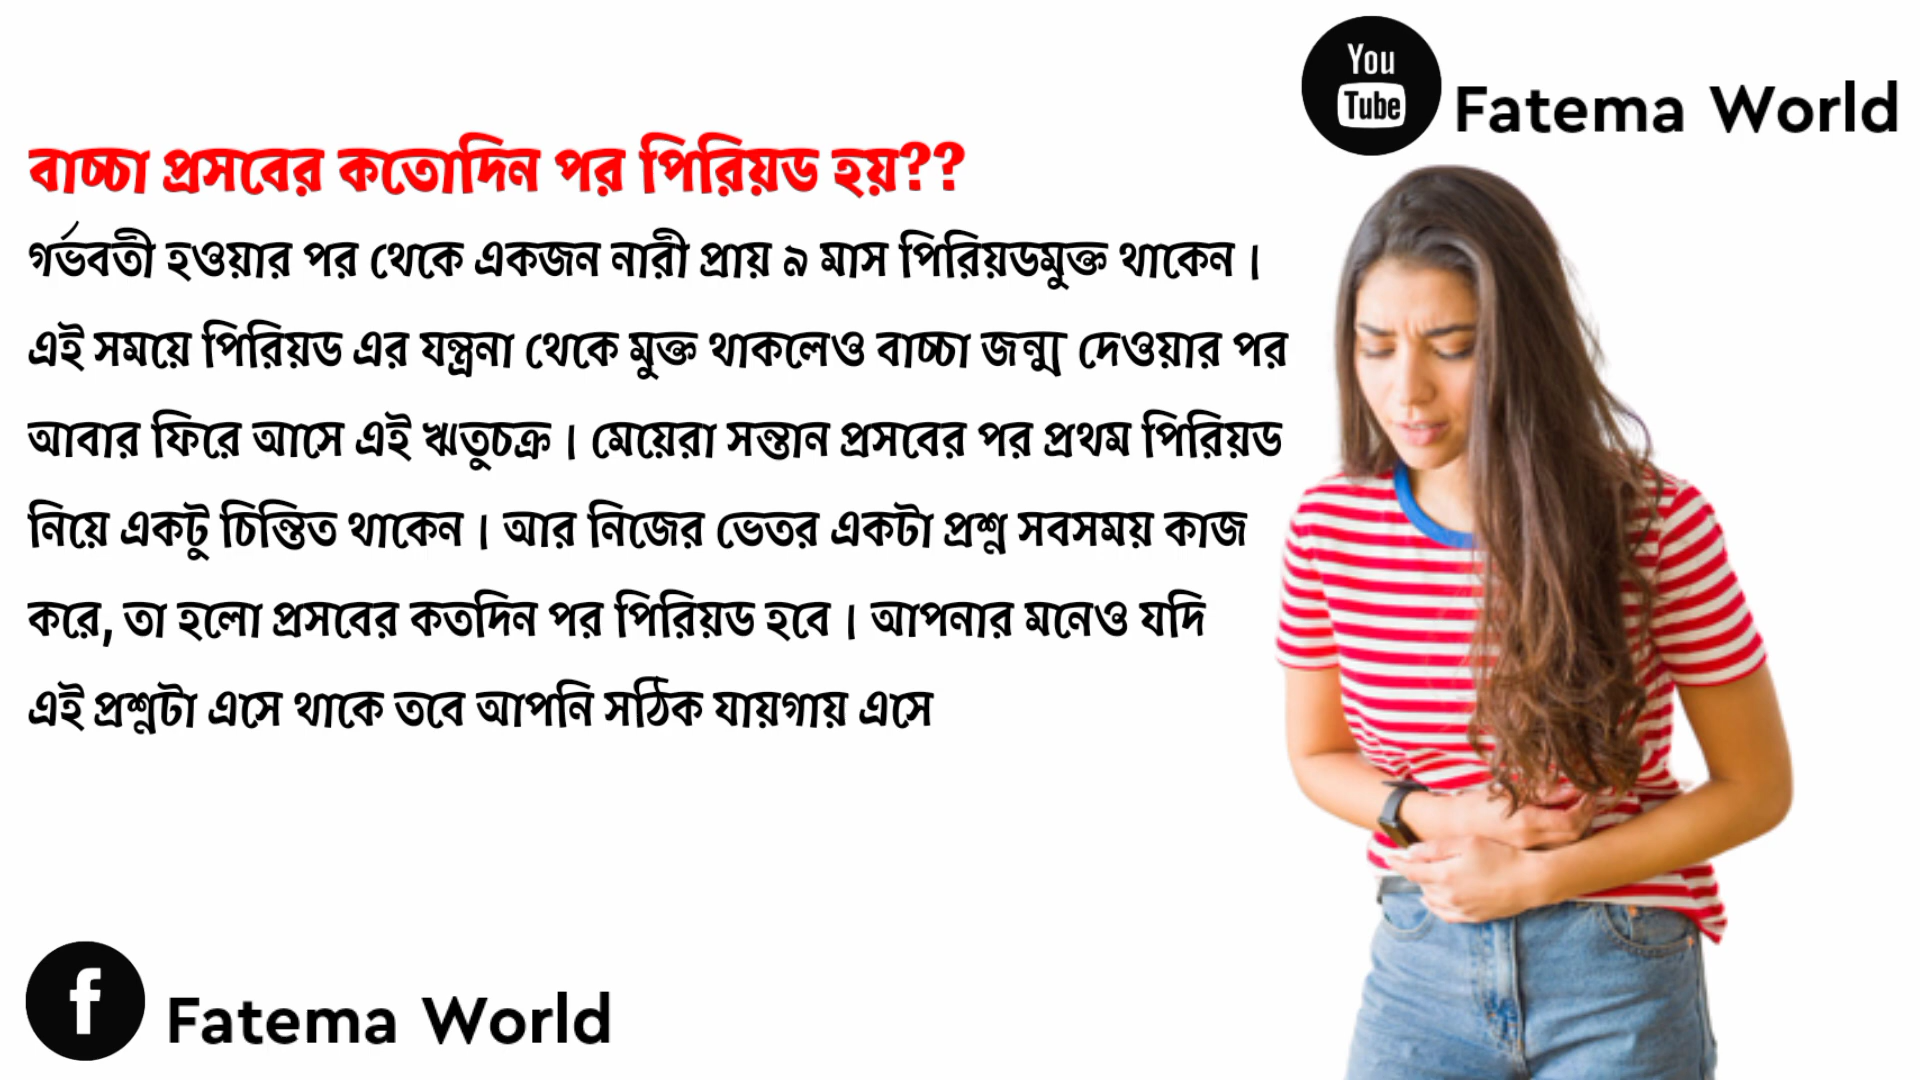 You
Tube
Fatema World
বাচ্চা প্রসবের কতোদিন পর পিরিয়ড হয়??
গর্ভবতী হওয়ার পর থেকে একজন নারী প্রায় ৯ মাস পিরিয়ডমুক্ত থাকেন।
এই সময়ে পিরিয়ড এর যন্ত্রনা থেকে মুক্ত থাকলেও বাচ্চা জন্ম দেওয়ার পর
আবার ফিরে আসে এই ঋতুচক্র। মেয়েরা সন্তান প্রসবের পর প্রথম পিরিয়ড
নিয়ে একটু চিন্তিত থাকেন। আর নিজের ভেতর একটা প্রশ্ন সবসময় কাজ
করে, তা হলো প্রসবের কতদিন পর পিরিয়ড হবে। আপনার মনেও যদি
এই প্রশ্নটা এসে থাকে তবে আপনি সঠিক যায়গায় এসে
f
Fatema World